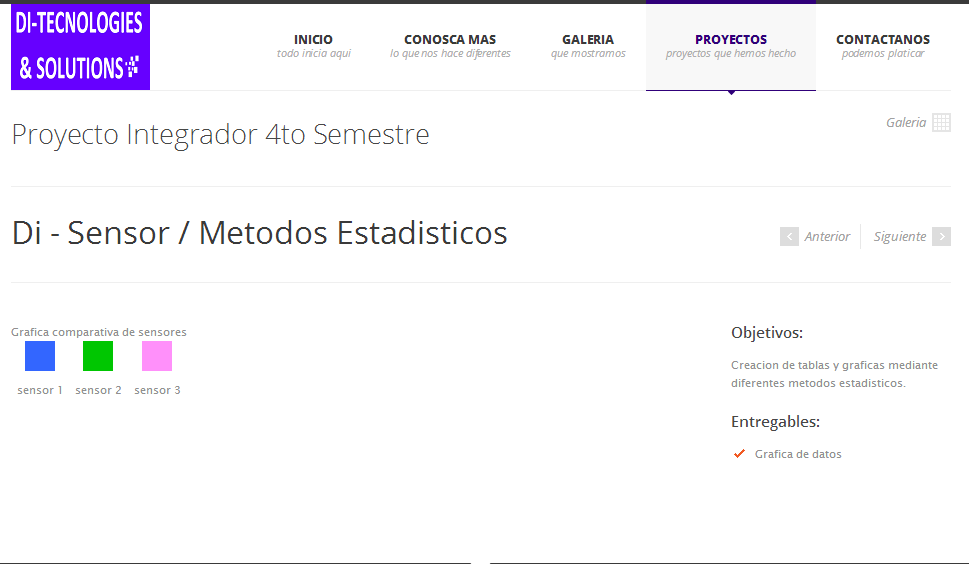 DI-TECNOLOGIES
& SOLUTIONS
INICIO
todo inicia aqui
CONOSCA MAS
lo que nos hace diferentes
GALERIA
que mostramos
PROYECTOS
proyectos que hemos hecho
CONTACTANOS
podemos platicar
Proyecto Integrador 4to Semestre
Galeria
Di - Sensor / Metodos Estadisticos
Anterior
Siguiente
Grafica comparativa de sensores
sensor 1 sensor 2 sensor 3
Objetivos:
Creacion de tablas y graficas mediante
diferentes metodos estadisticos.
Entregables:
Grafica de datos